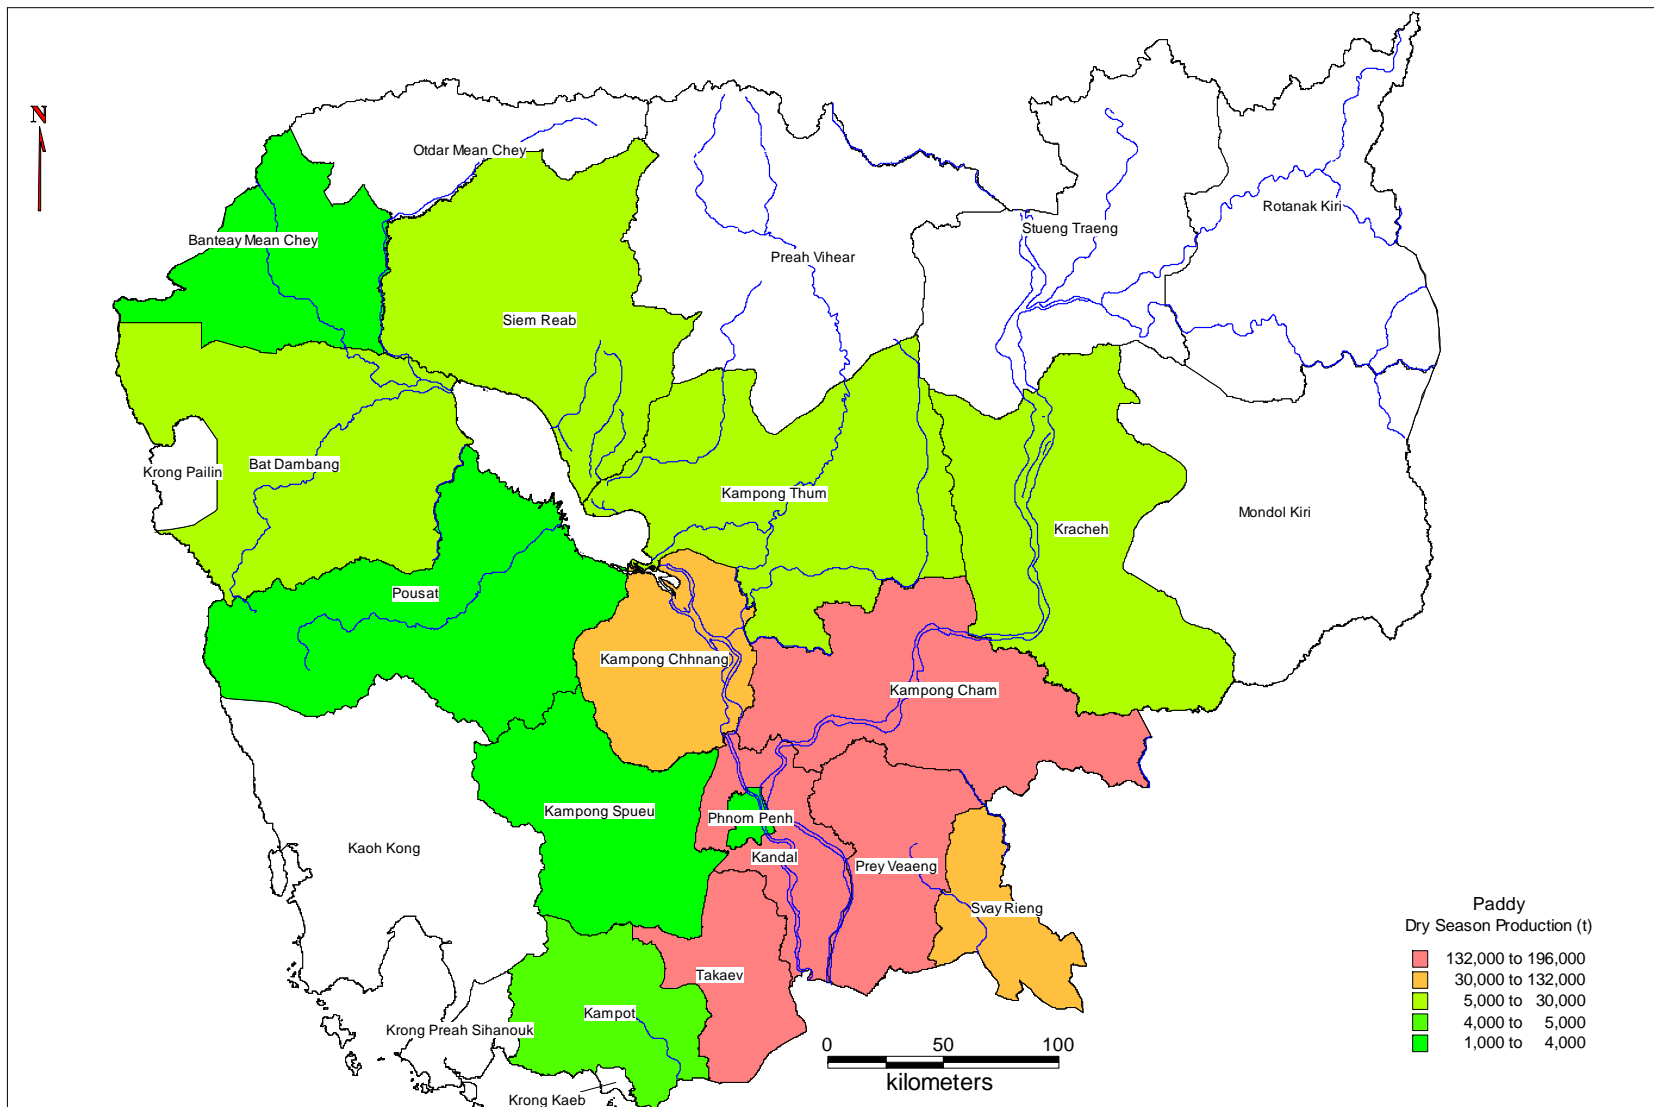 N
Otdar Mean Chey
Rotanak Kiri
Stueng Traeng
Banteay Mean Chey
Preah Vihear
Siem Reab
Bat Dambang
Krong Pailin
Kampong Thum
Mondol Kiri
Kracheh
Pousat
Kampong Chhnang
Kampong Cham
Kampong Spueu
Phnom Penh
Kaoh Kong
Kandal
Prey Veaeng
Svay Rieng
Takaev
Kampot
Krong Preah Sihanouk
Krong Kaeb
0 50 100
kilometers
Paddy
Dry Season Production (t)
132,000 to 196,000
30,000 to 132,000
5,000 to 30,000
4,000 to 5,000
1,000 to 4,000